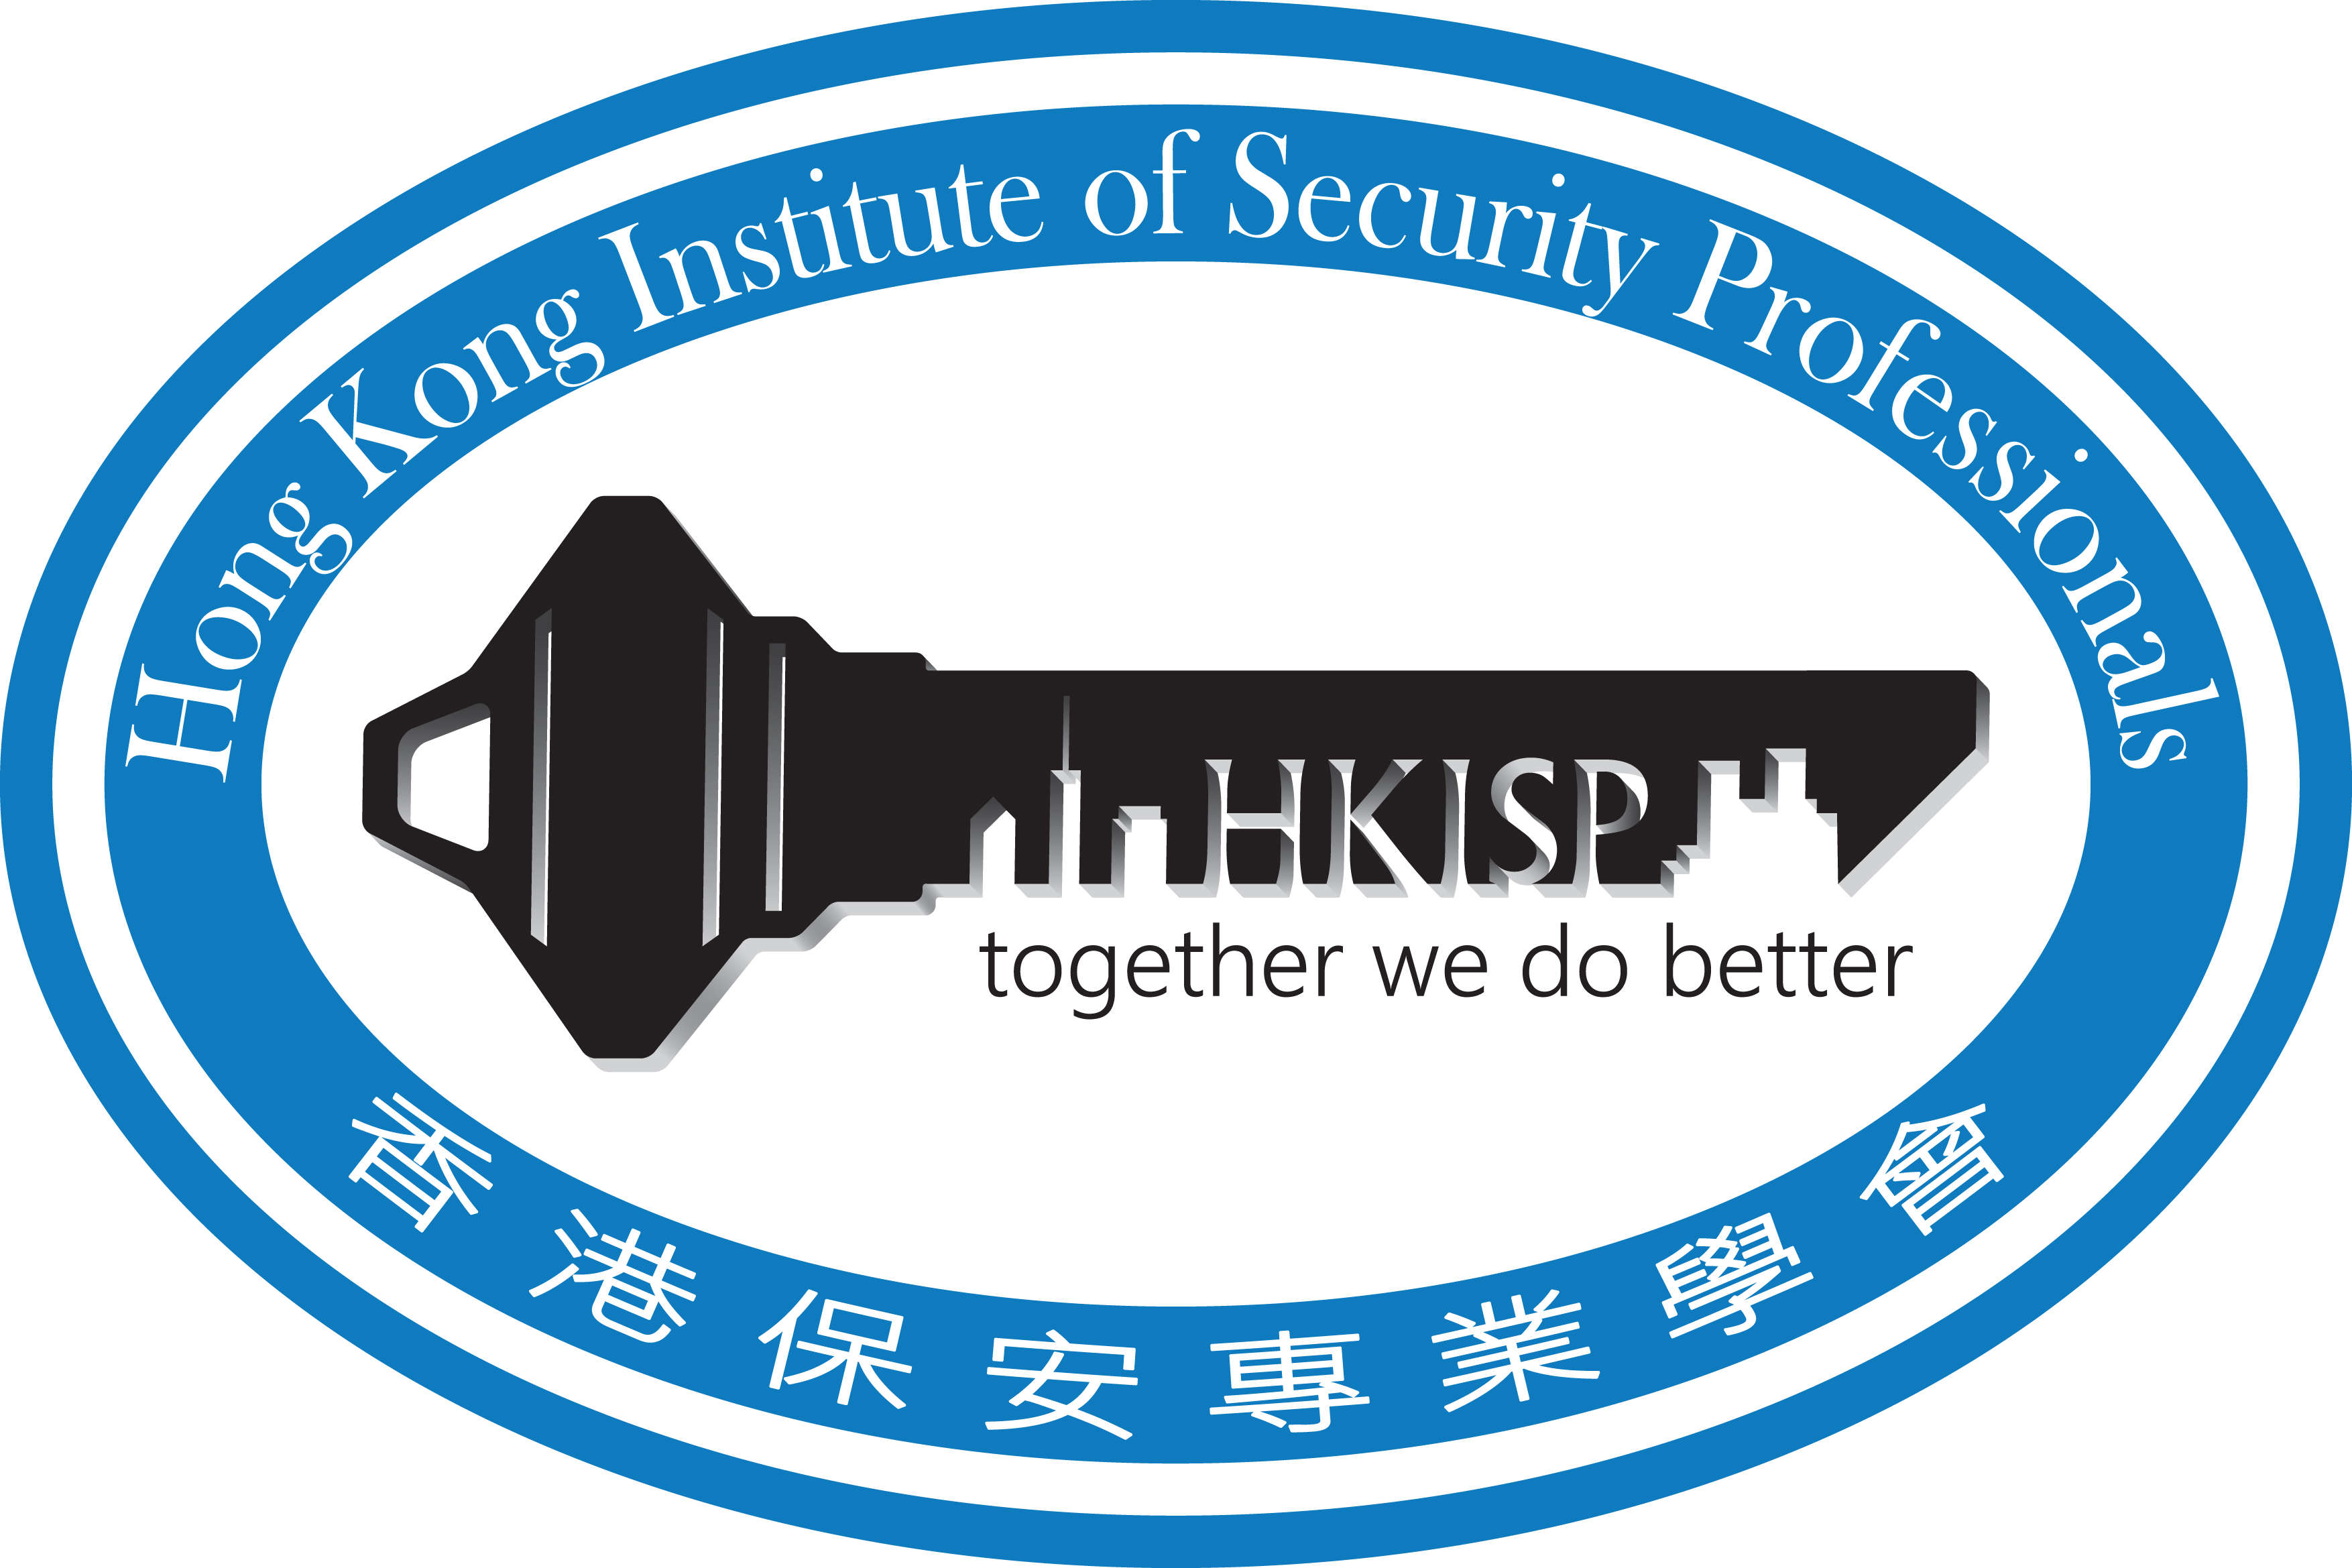 Hong Kong Institute of Security Professionals
HKISP
together we do better
香港保安專業學會